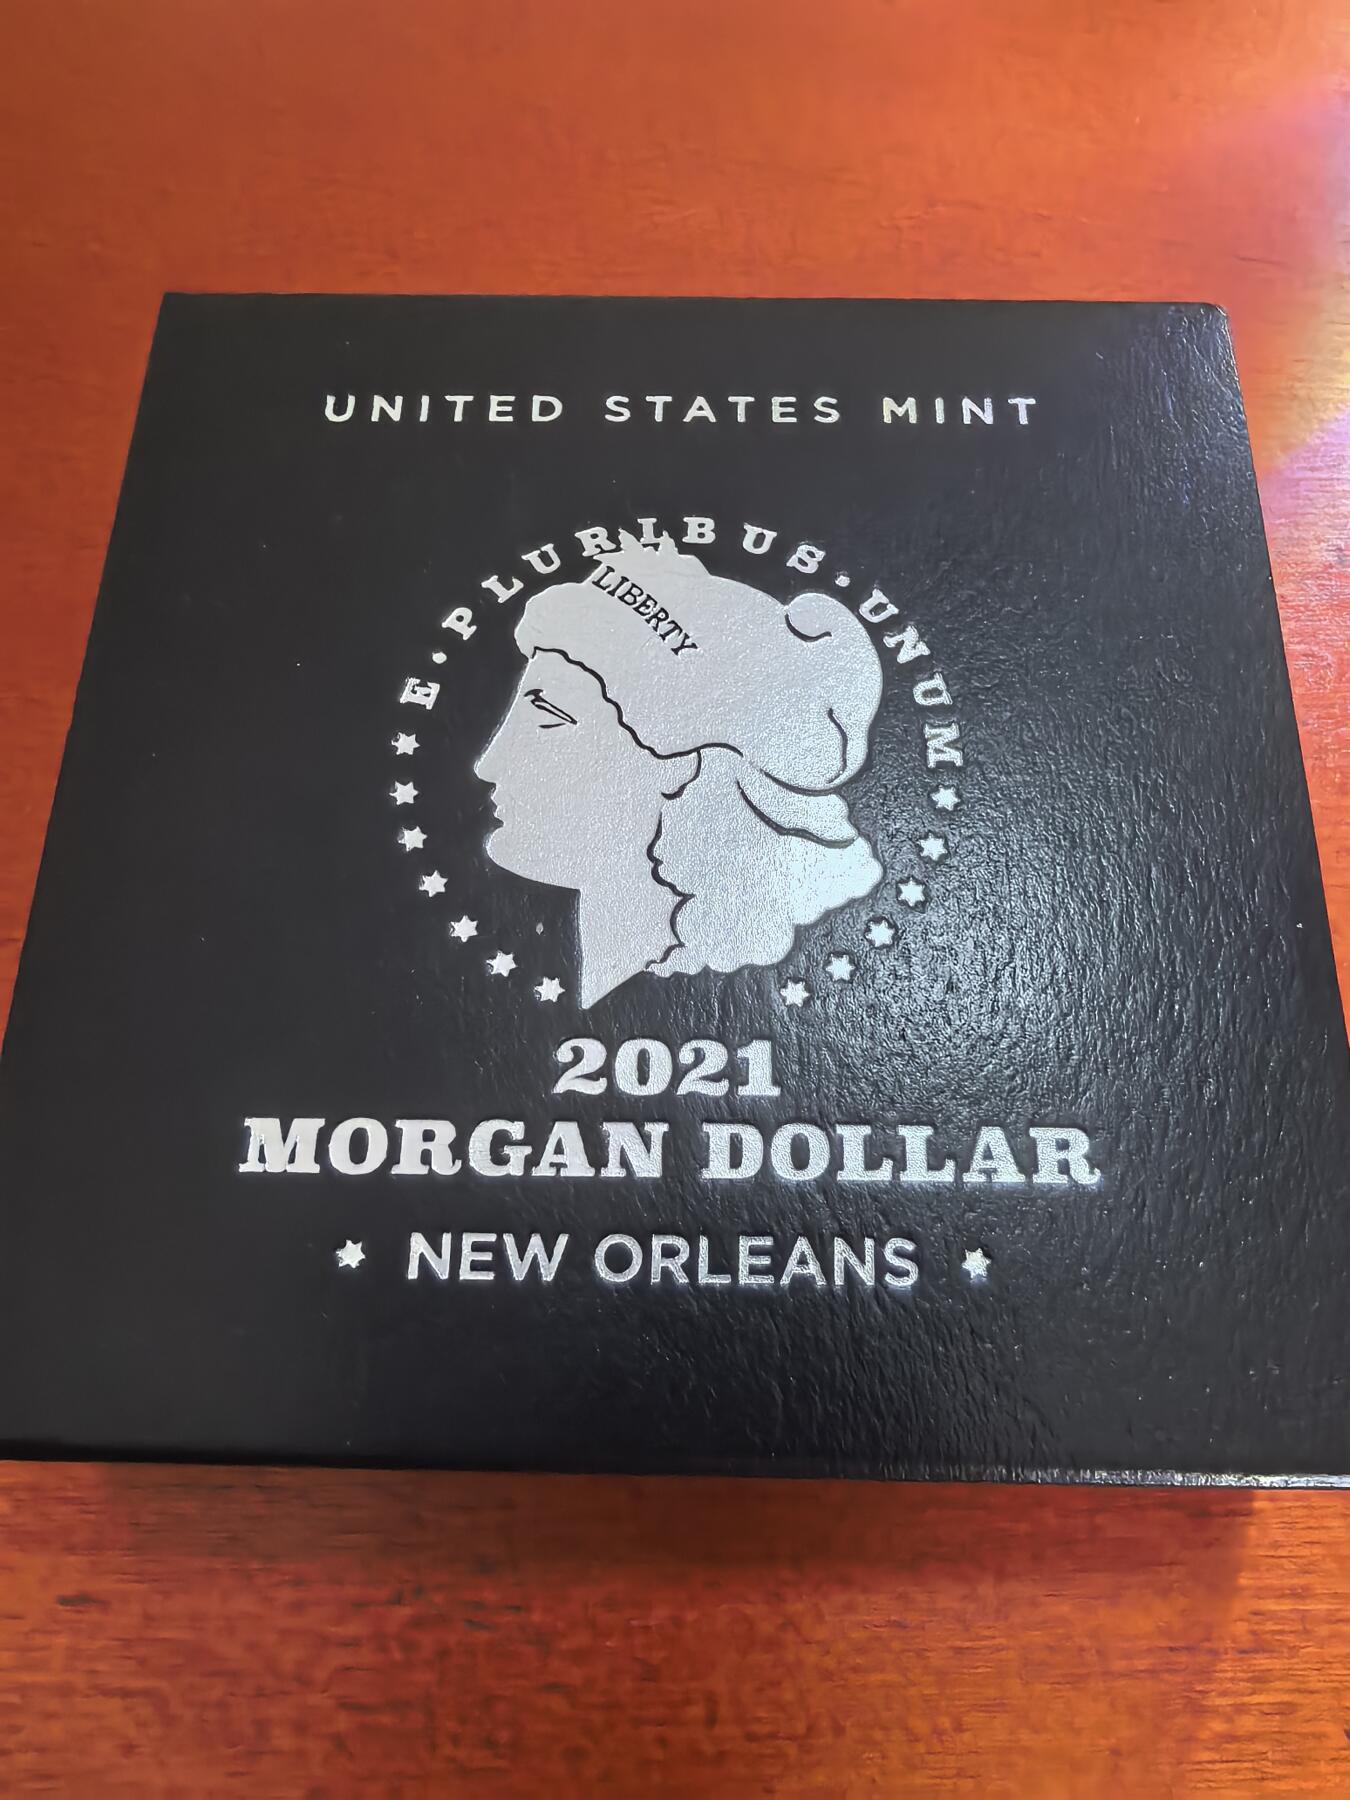 UNITED STATES MINT
E·PLURIBUS·UNUM
LIBERTY
2021
MORGAN DOLLAR
NEW ORLEANS